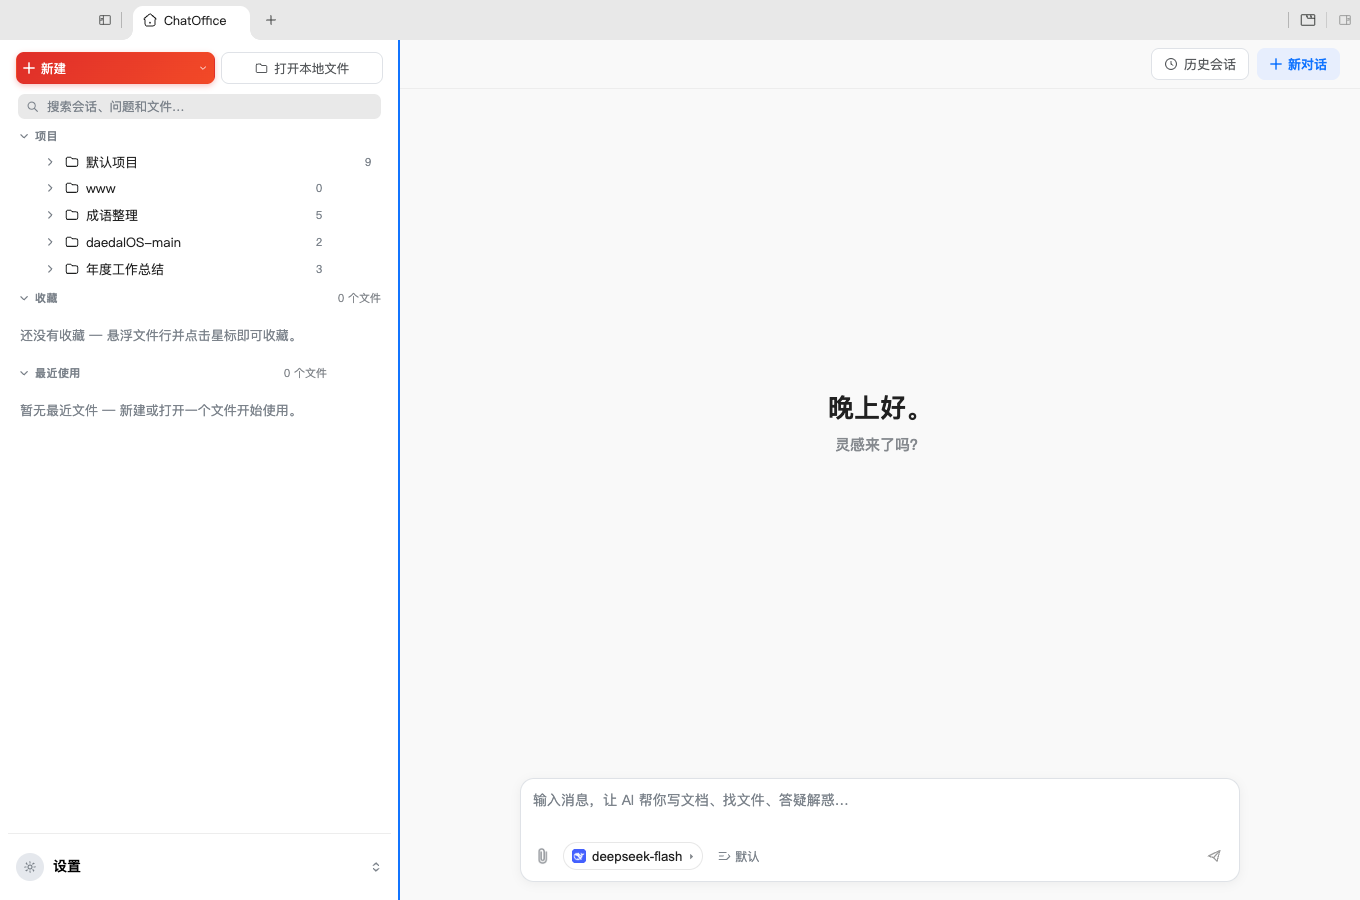 ChatOffice
新建
打开本地文件
历史会话
新对话
搜索会话、问题和文件...
项目
默认项目 9
www 0
成语整理 5
daedalOS-main 2
年度工作总结 3
收藏 0 个文件
还没有收藏 — 悬浮文件行并点击星标即可收藏。
最近使用 0 个文件
暂无最近文件 — 新建或打开一个文件开始使用。
晚上好。
灵感来了吗?
输入消息，让 AI 帮你写文档、找文件、答疑解惑...
deepseek-flash 默认
设置